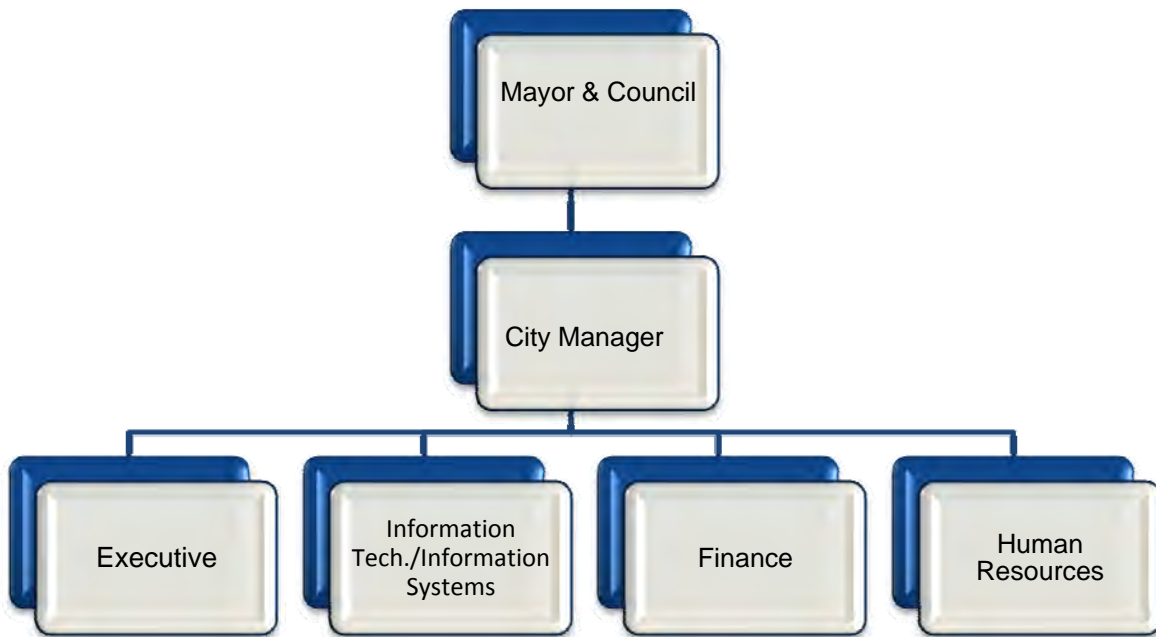 Mayor & Council
City Manager
Executive
Information
Tech./Information
Systems
Finance
Human
Resources